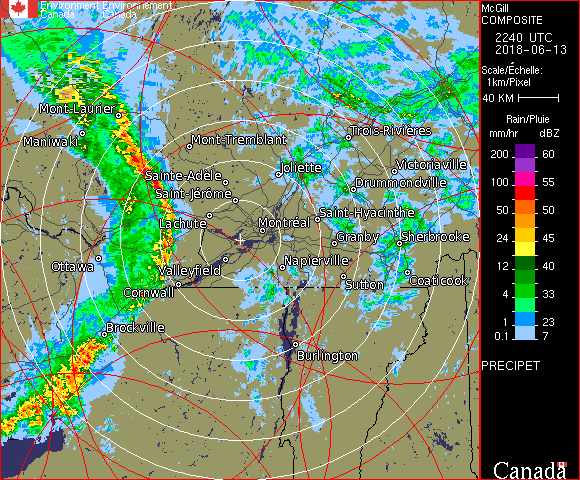 Environment Environnement
Canada Canada
Mont-Laurier
Maniwaki
Mont-Tremblant
Trois-Rivières
Sainte-Adèle
Joliette
Victoriaville
Saint-Jérôme
Drummondville
Lachute
Montréal
Saint-Hyacinthe
Granby
Sherbrooke
Ottawa
Valleyfield
Napierville
Cornwall
Sutton
Coaticook
Brockville
Burlington
McGill
COMPOSITE
2240 UTC
2018-06-13
Scale/Échelle:
1km/Pixel
40 KM
Rain/Pluie
mm/hr dBZ
200 60
100 55
50 50
24 45
12 40
4 33
1 23
0.1 7
PRECIPET
Canada